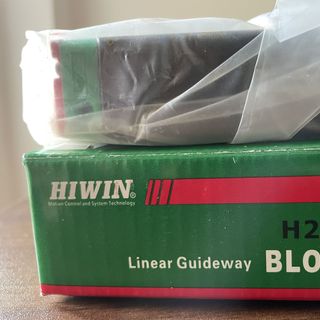 HIWIN®
Motion Control and System Technology
H2
Linear Guideway BLO